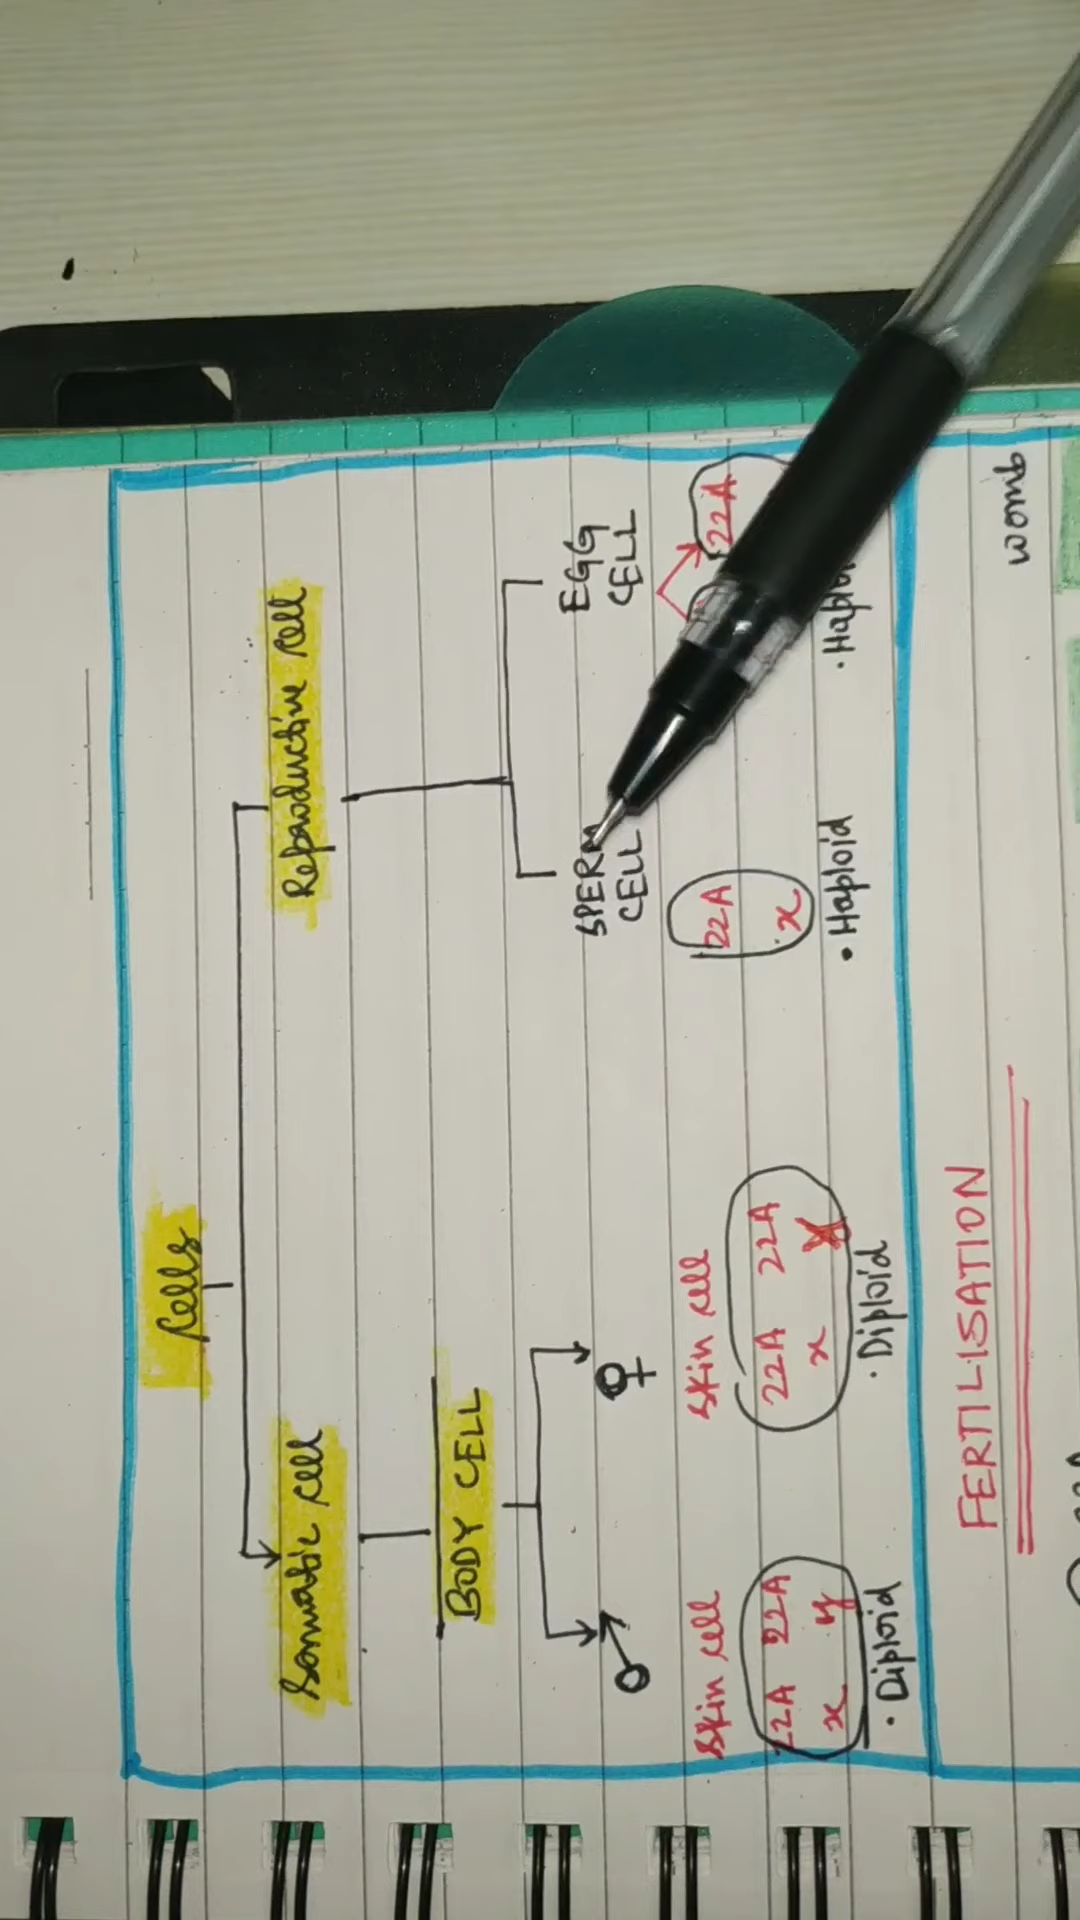 Cells
Somatic cell
Reproductive cell
BODY CELL
SPERM
CELL
EGG
CELL
Skin cell
Skin cell
22A 22A
x y
22A 22A
x
22A
x
22A
• Diploid
• Diploid
• Haploid
FERTILISATION
womb